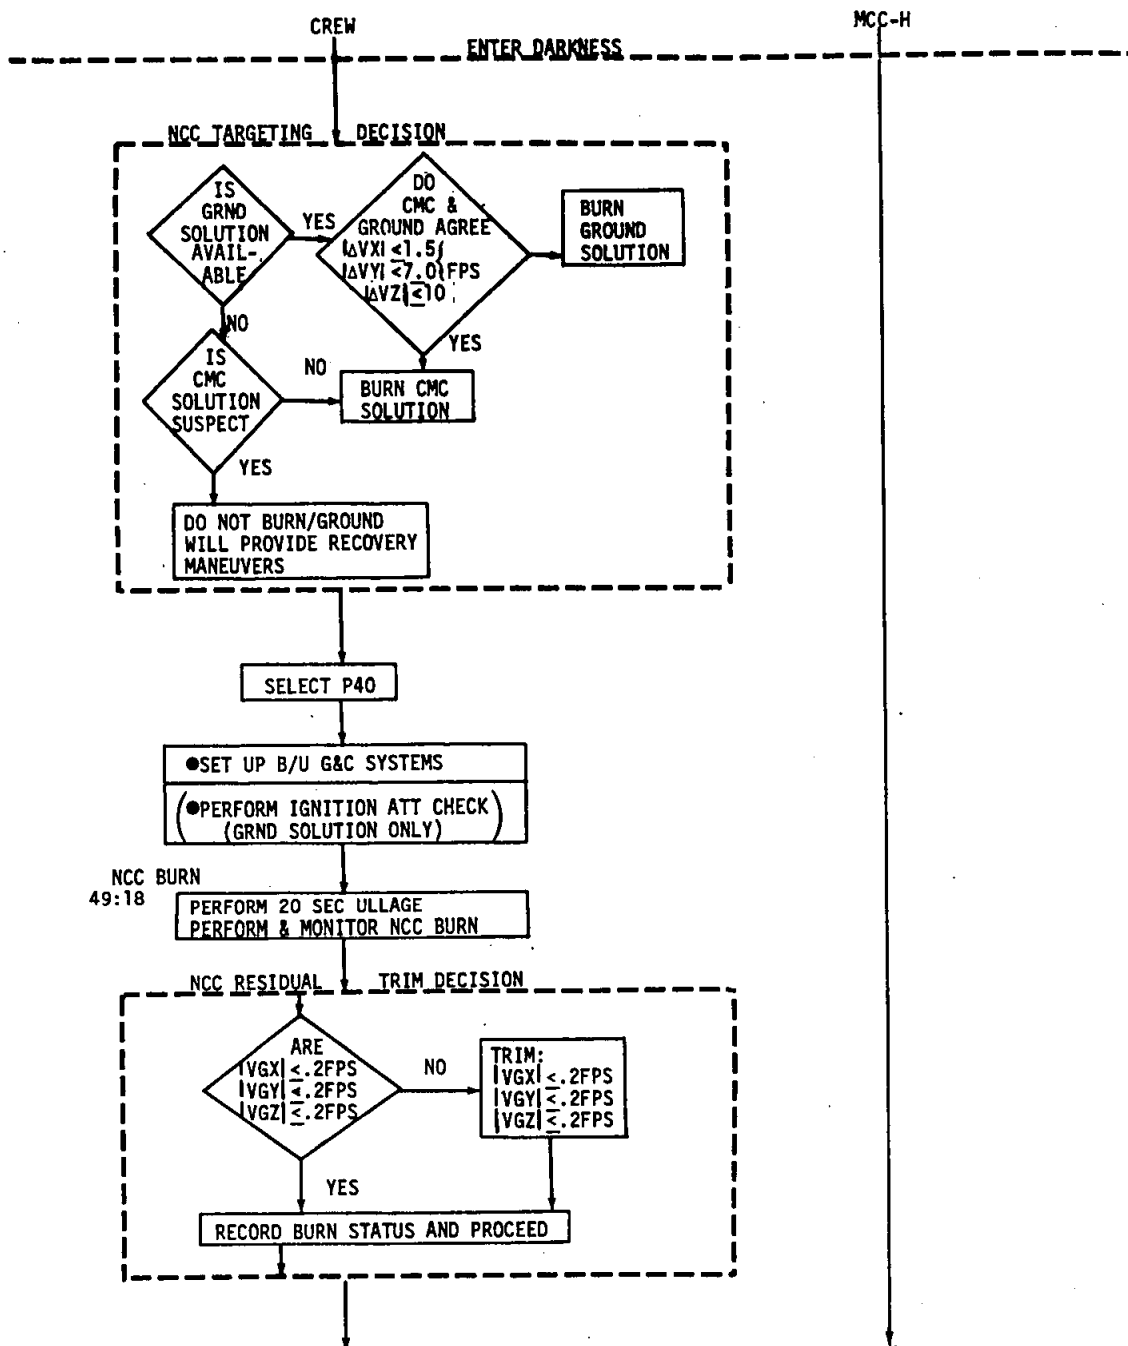 CREW
MCC-H
ENTER DARKNESS
NCC TARGETING DECISION
IS
GRND
SOLUTION
AVAIL-
ABLE
YES
DO
CMC &
GROUND AGREE
|ΔVX| ≤1.5}
|ΔVY| ≤7.0}FPS
|ΔVZ| ≤10
BURN
GROUND
SOLUTION
NO
YES
IS
CMC
SOLUTION
SUSPECT
NO
BURN CMC
SOLUTION
YES
DO NOT BURN/GROUND
WILL PROVIDE RECOVERY
MANEUVERS
SELECT P40
●SET UP B/U G&C SYSTEMS
(●PERFORM IGNITION ATT CHECK
(GRND SOLUTION ONLY))
NCC BURN
49:18
PERFORM 20 SEC ULLAGE
PERFORM & MONITOR NCC BURN
NCC RESIDUAL TRIM DECISION
ARE
|VGX| ≤.2FPS
|VGY| ≤.2FPS
|VGZ| ≤.2FPS
NO
TRIM:
|VGX| ≤.2FPS
|VGY| ≤.2FPS
|VGZ| ≤.2FPS
YES
RECORD BURN STATUS AND PROCEED